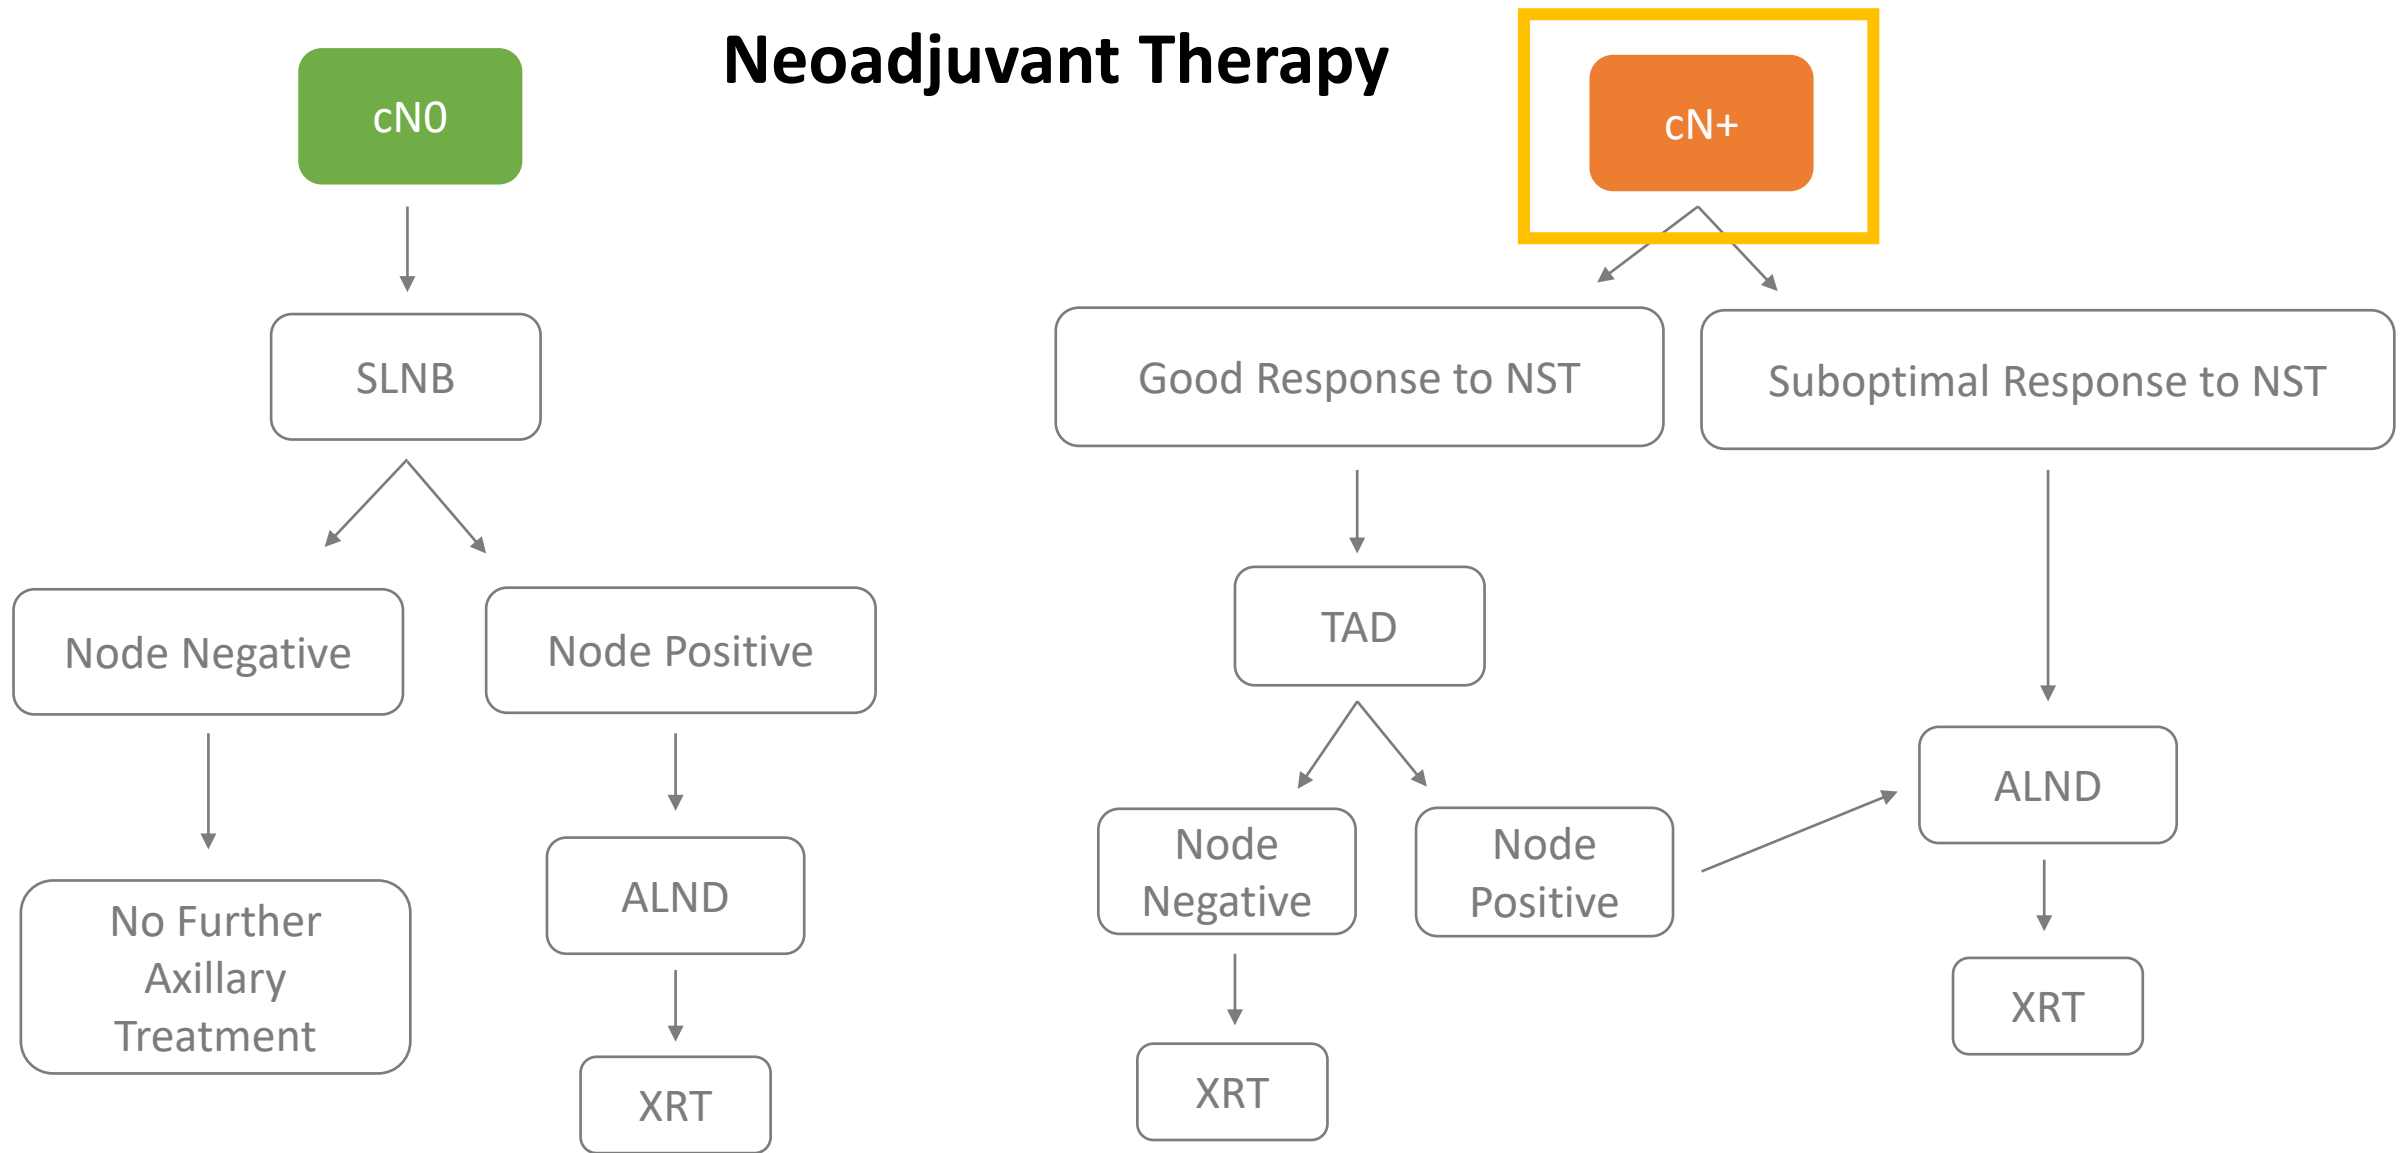 Neoadjuvant Therapy
cN0
cN+
SLNB
Good Response to NST
Suboptimal Response to NST
Node Negative
Node Positive
TAD
No Further
Axillary
Treatment
ALND
XRT
Node
Negative
Node
Positive
ALND
XRT
XRT